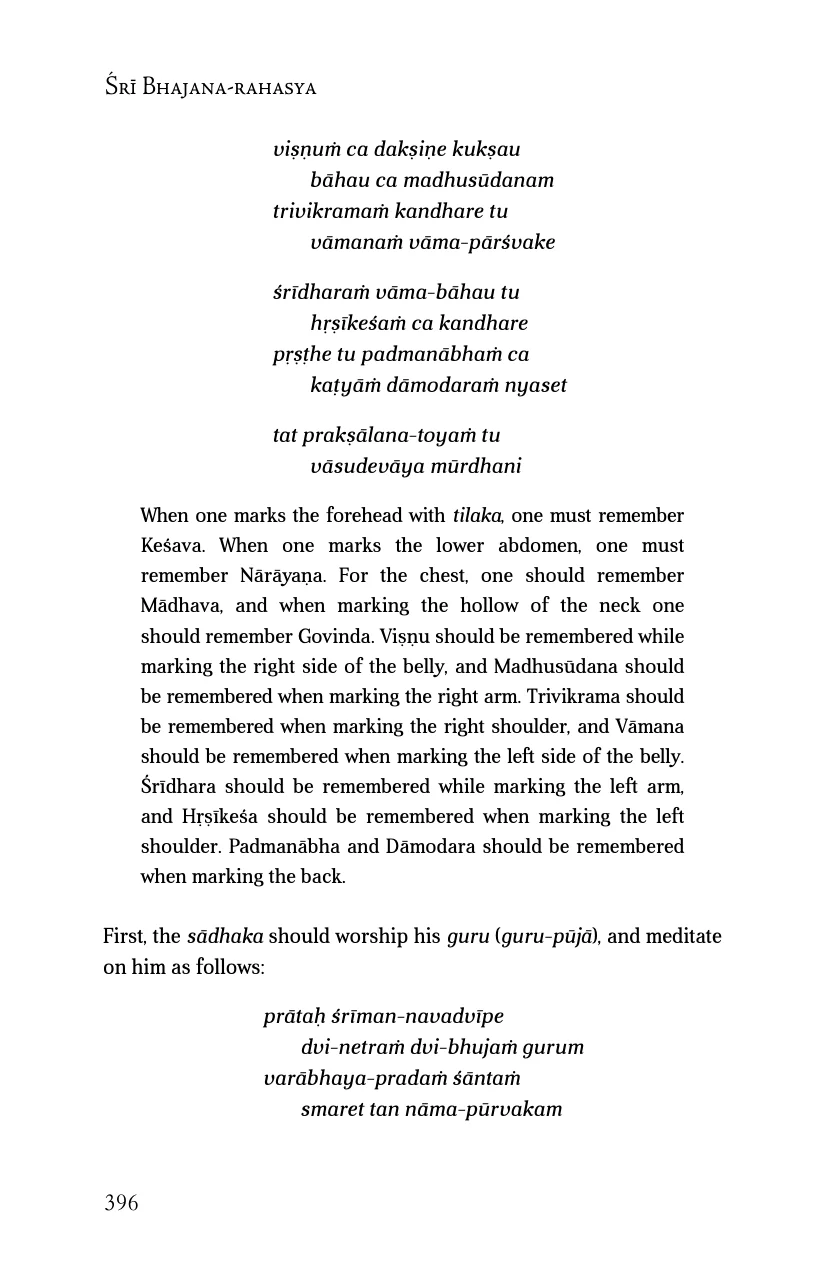 Śrī Bhajana-rahasya
viṣṇuṁ ca dakṣiṇe kukṣau
bāhau ca madhusūdanam
trivikramaṁ kandhare tu
vāmanaṁ vāma-pārśvake
śrīdharaṁ vāma-bāhau tu
hṛṣīkeśaṁ ca kandhare
pṛṣṭhe tu padmanābhaṁ ca
kaṭyāṁ dāmodaraṁ nyaset
tat prakṣālana-toyaṁ tu
vāsudevāya mūrdhani
When one marks the forehead with tilaka, one must remember
Keśava. When one marks the lower abdomen, one must
remember Nārāyaṇa. For the chest, one should remember
Mādhava, and when marking the hollow of the neck one
should remember Govinda. Viṣṇu should be remembered while
marking the right side of the belly, and Madhusūdana should
be remembered when marking the right arm. Trivikrama should
be remembered when marking the right shoulder, and Vāmana
should be remembered when marking the left side of the belly.
Śrīdhara should be remembered while marking the left arm,
and Hṛṣīkeśa should be remembered when marking the left
shoulder. Padmanābha and Dāmodara should be remembered
when marking the back.
First, the sādhaka should worship his guru (guru-pūjā), and meditate
on him as follows:
prātaḥ śrīman-navadvīpe
dvi-netraṁ dvi-bhujaṁ gurum
varābhaya-pradaṁ śāntaṁ
smaret tan nāma-pūrvakam
396